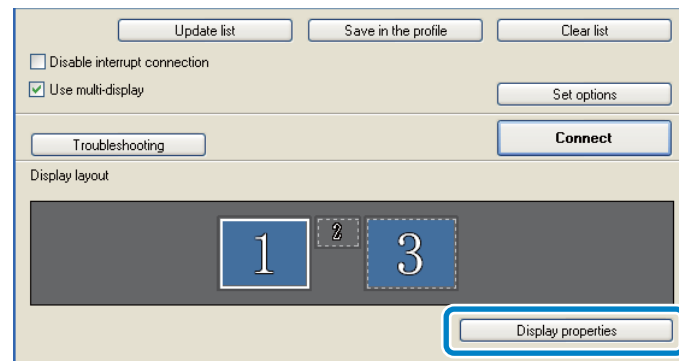 Update list Save in the profile Clear list
Disable interrupt connection
Use multi-display
Set options
Troubleshooting
Connect
Display layout
1 2 3
Display properties